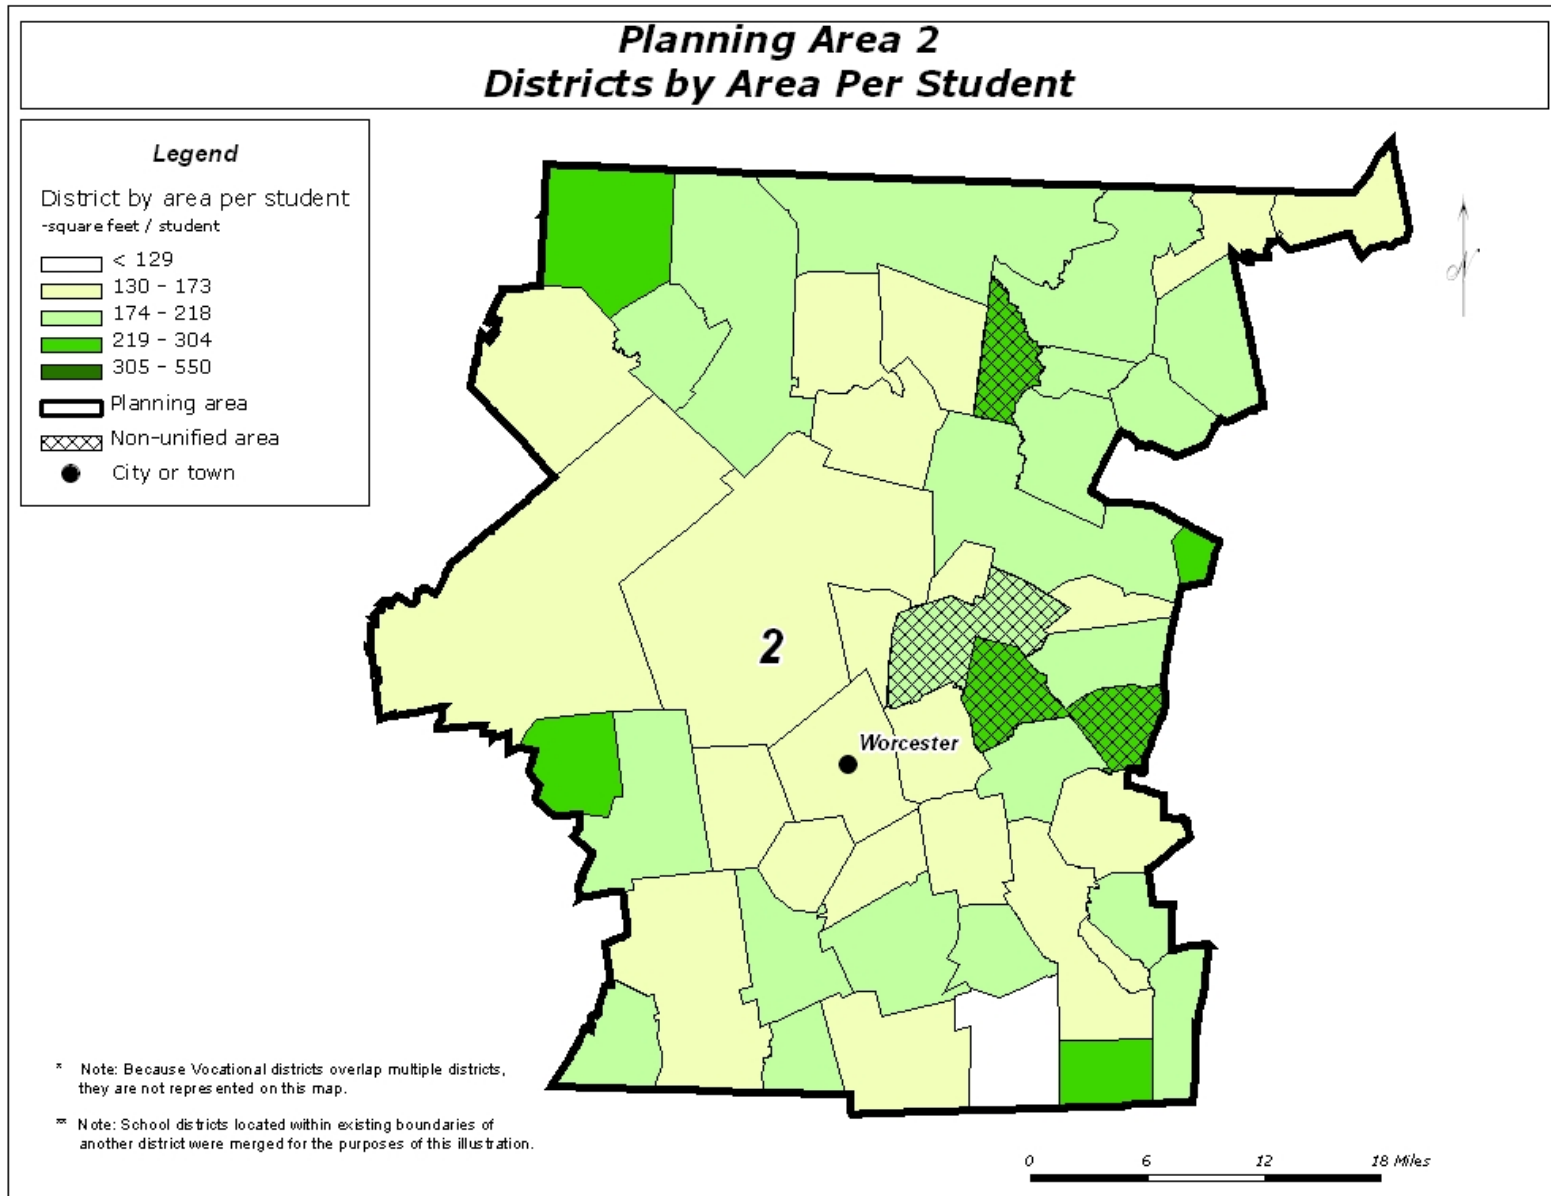 Planning Area 2
Districts by Area Per Student
Legend
District by area per student
-square feet / student
< 129
130 - 173
174 - 218
219 - 304
305 - 550
Planning area
Non-unified area
City or town
N
2
Worcester
* Note: Because Vocational districts overlap multiple districts,
they are not represented on this map.
** Note: School districts located within existing boundaries of
another district were merged for the purposes of this illustration.
0 6 12 18 Miles